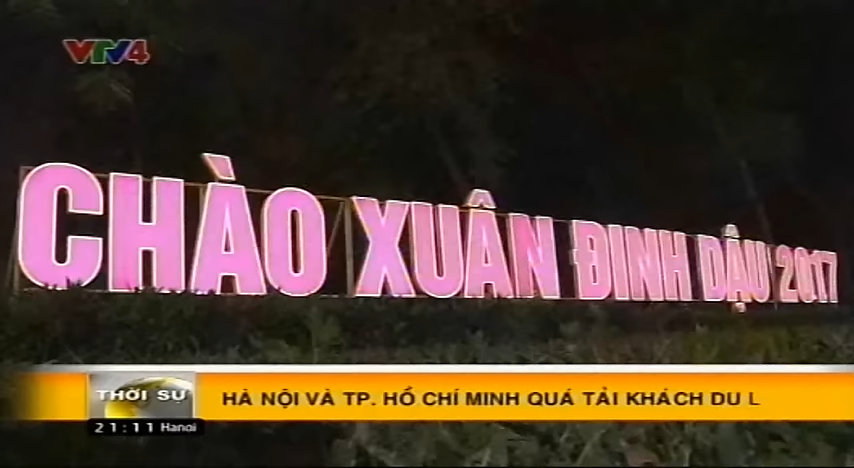 VTV4
CHÀO XUÂN ĐINH DẬU 2017
THỜI SỰ
HÀ NỘI VÀ TP. HỒ CHÍ MINH QUÁ TẢI KHÁCH DU L
21:11 Hanoi